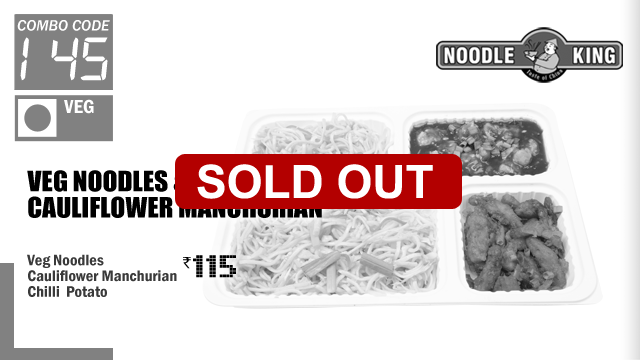 COMBO CODE
145
VEG
NOODLE KING
Taste of China
VEG NOODLES
SOLD OUT
CAULIFLOWER MANCHURIAN
Veg Noodles
Cauliflower Manchurian
Chilli Potato
₹115